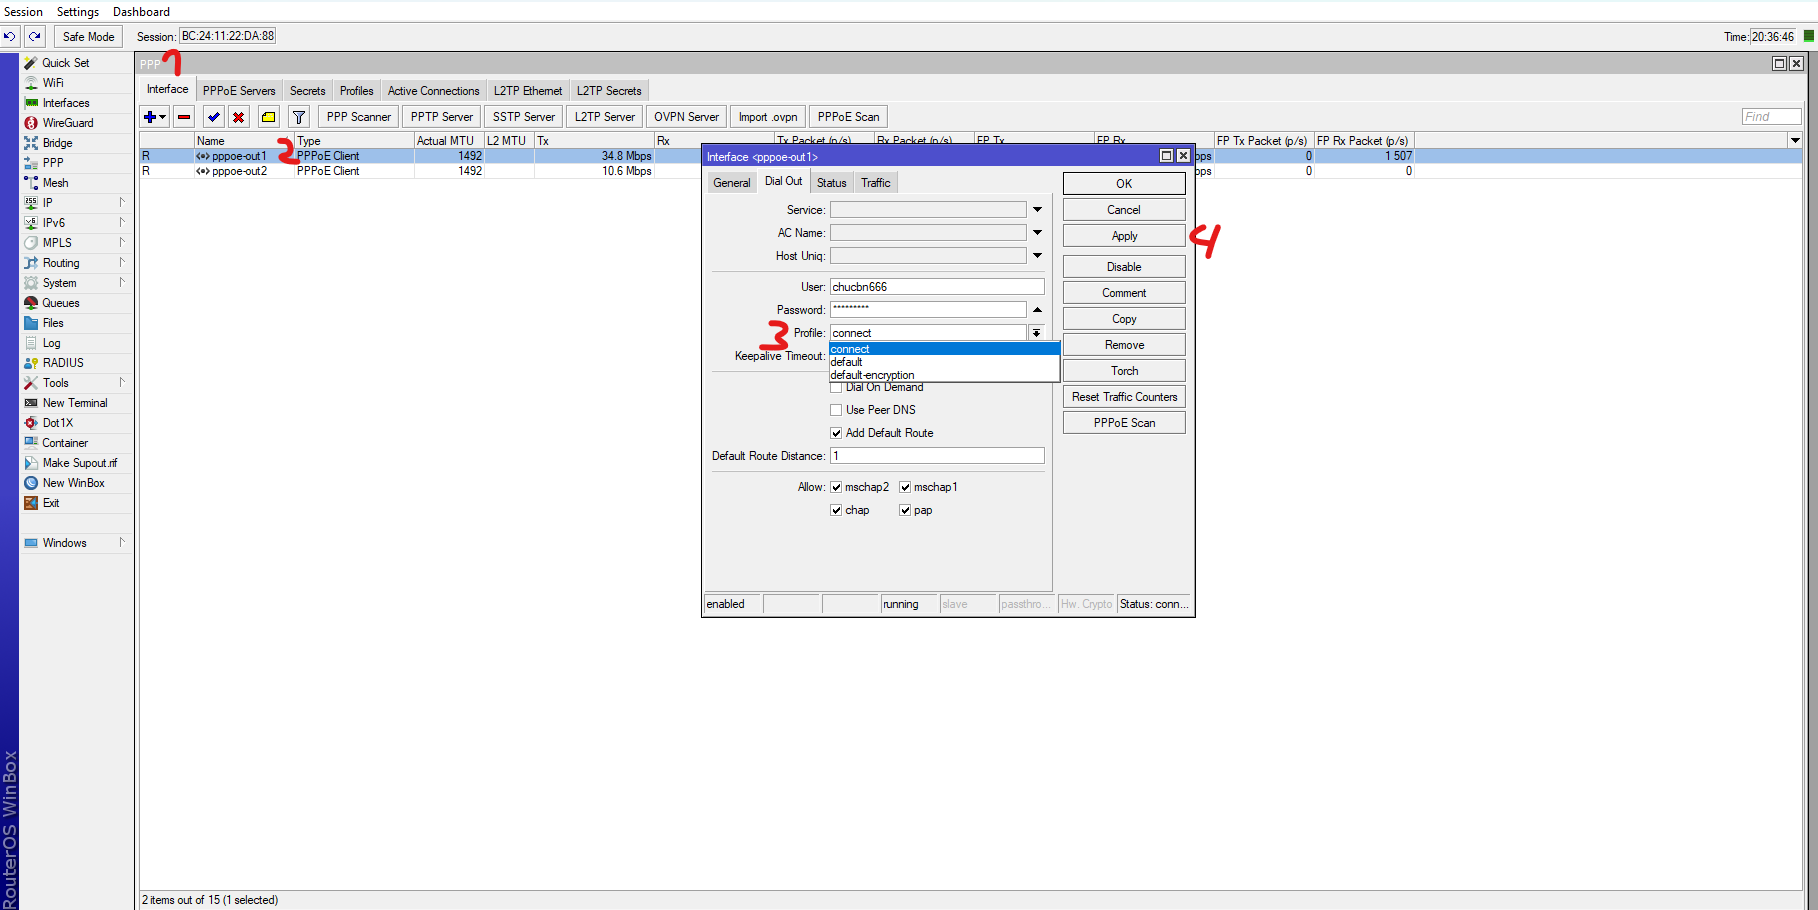 Session Settings Dashboard
Safe Mode Session: BC:24:11:22:DA:88 Time: 20:36:46
Quick Set
WiFi
Interfaces
WireGuard
Bridge
PPP
Mesh
IP
IPv6
MPLS
Routing
System
Queues
Files
Log
RADIUS
Tools
New Terminal
Dot1X
Container
Make Supout.rif
New WinBox
Exit
Windows
RouterOS WinBox
PPP 1
Interface PPPoE Servers Secrets Profiles Active Connections L2TP Ethernet L2TP Secrets
PPP Scanner PPTP Server SSTP Server L2TP Server OVPN Server Import .ovpn PPPoE Scan Find
Name Type Actual MTU L2 MTU Tx Rx Tx Packet (p/s) Rx Packet (p/s) FP Tx FP Rx FP Tx Packet (p/s) FP Rx Packet (p/s)
R pppoe-out1 2 PPPoE Client 1492 34.8 Mbps bps 0 1 507
R pppoe-out2 PPPoE Client 1492 10.6 Mbps bps 0 0
Interface <pppoe-out1>
General Dial Out Status Traffic
Service:
AC Name:
Host Uniq:
User: chucbn666
Password: *********
3 Profile: connect
connect
default
default-encryption
Keepalive Timeout:
Dial On Demand
Use Peer DNS
Add Default Route
Default Route Distance: 1
Allow: mschap2 mschap1
chap pap
OK
Cancel
Apply 4
Disable
Comment
Copy
Remove
Torch
Reset Traffic Counters
PPPoE Scan
enabled running slave passthro... Hw. Crypto Status: conn...
2 items out of 15 (1 selected)